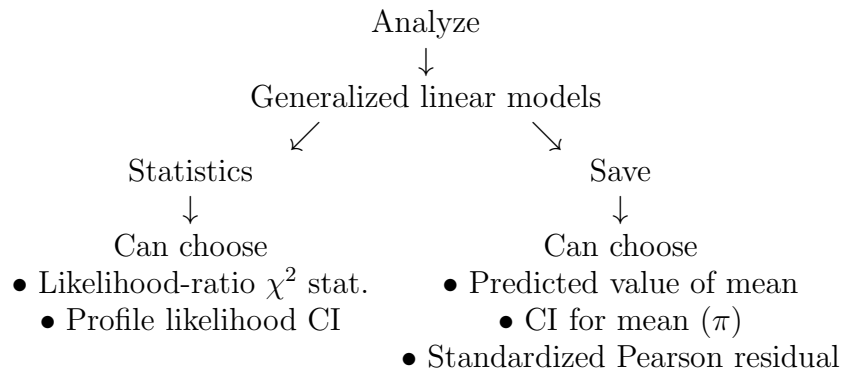 Analyze
↓
Generalized linear models
↙ ↘
Statistics Save
↓ ↓
Can choose Can choose
• Likelihood-ratio χ² stat. • Predicted value of mean
• Profile likelihood CI • CI for mean (π)
• Standardized Pearson residual